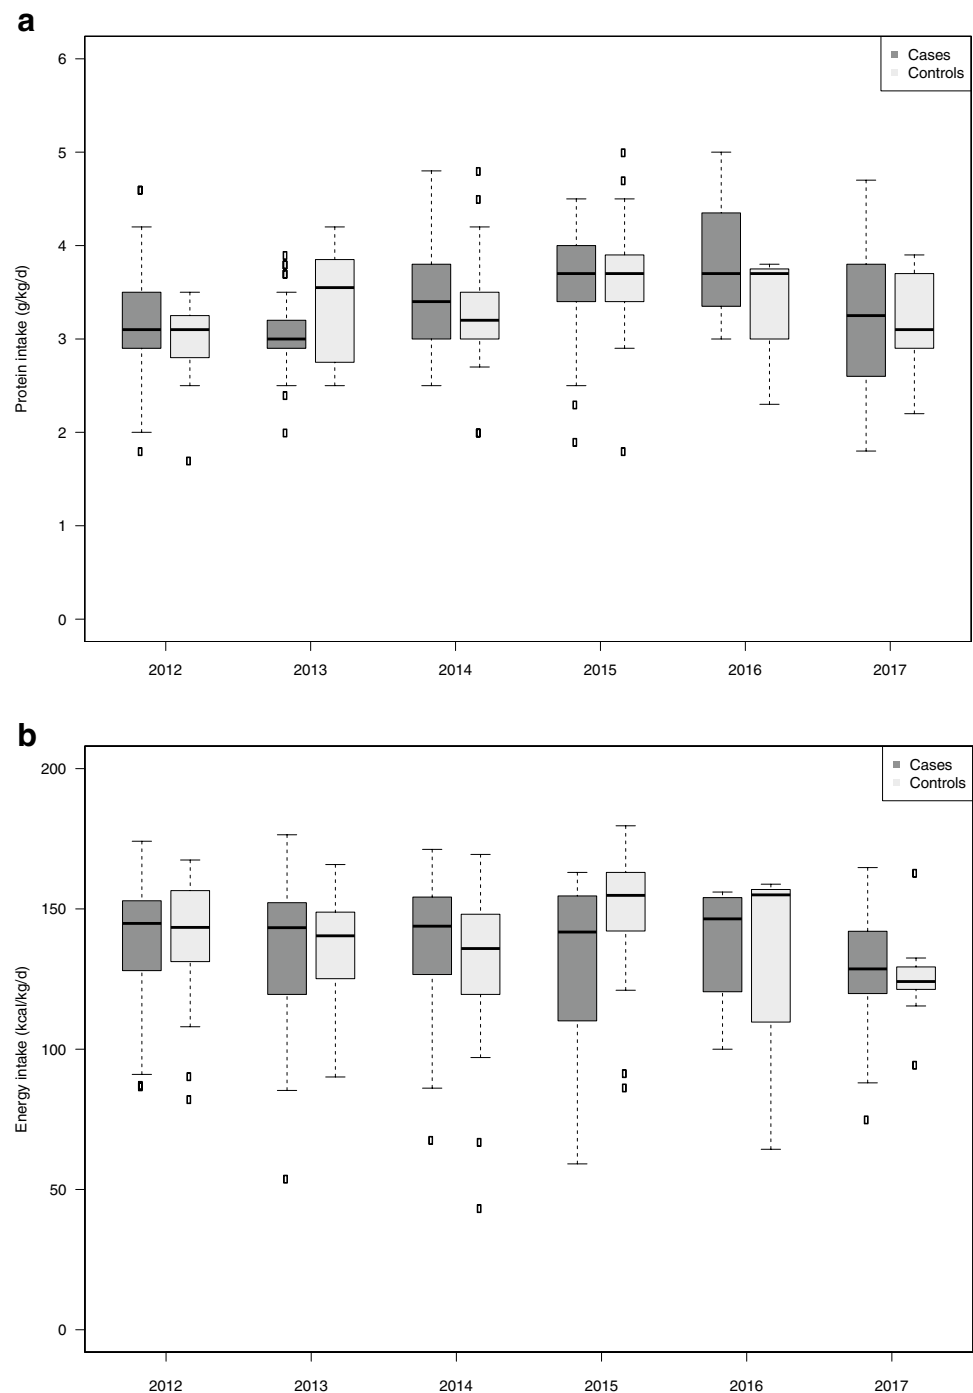 a
Cases
Controls
6
5
4
3
2
1
0
Protein intake (g/kg/d)
2012 2013 2014 2015 2016 2017
b
Cases
Controls
200
150
100
50
0
Energy intake (kcal/kg/d)
2012 2013 2014 2015 2016 2017